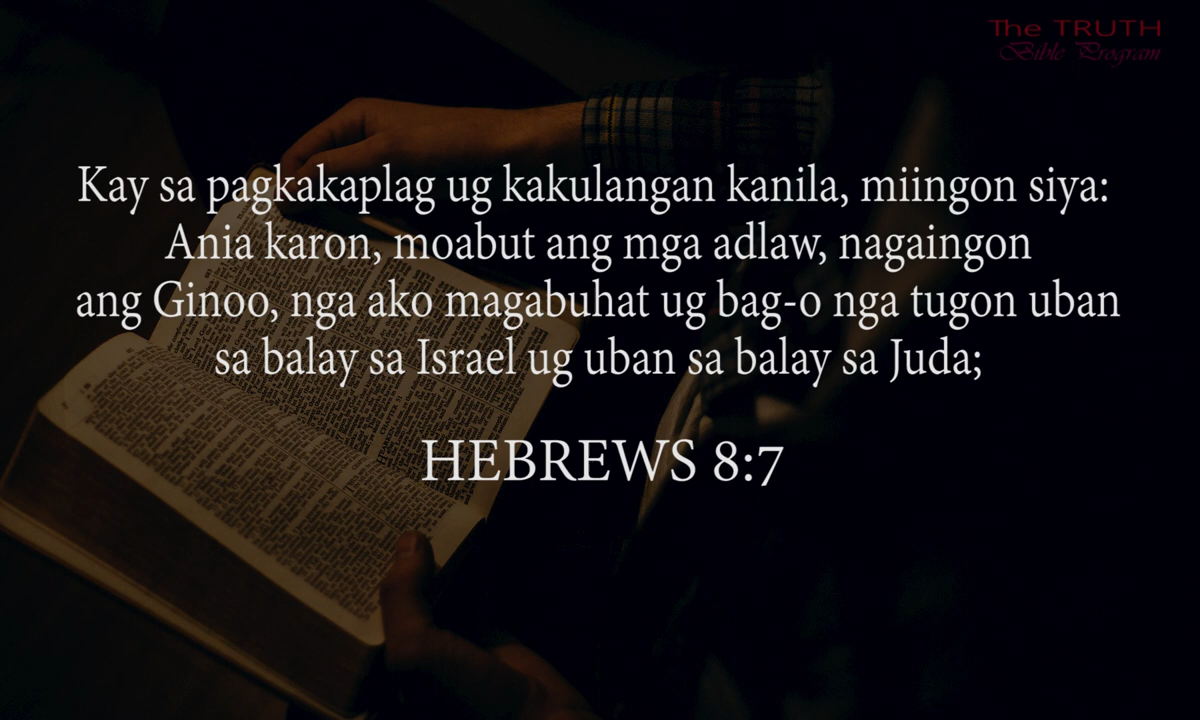 The TRUTH
Bible Program
Kay sa pagkakaplag ug kakulangan kanila, miingon siya:
Ania karon, moabut ang mga adlaw, nagaingon
ang Ginoo, nga ako magabuhat ug bag-o nga tugon uban
sa balay sa Israel ug uban sa balay sa Juda;
HEBREWS 8:7